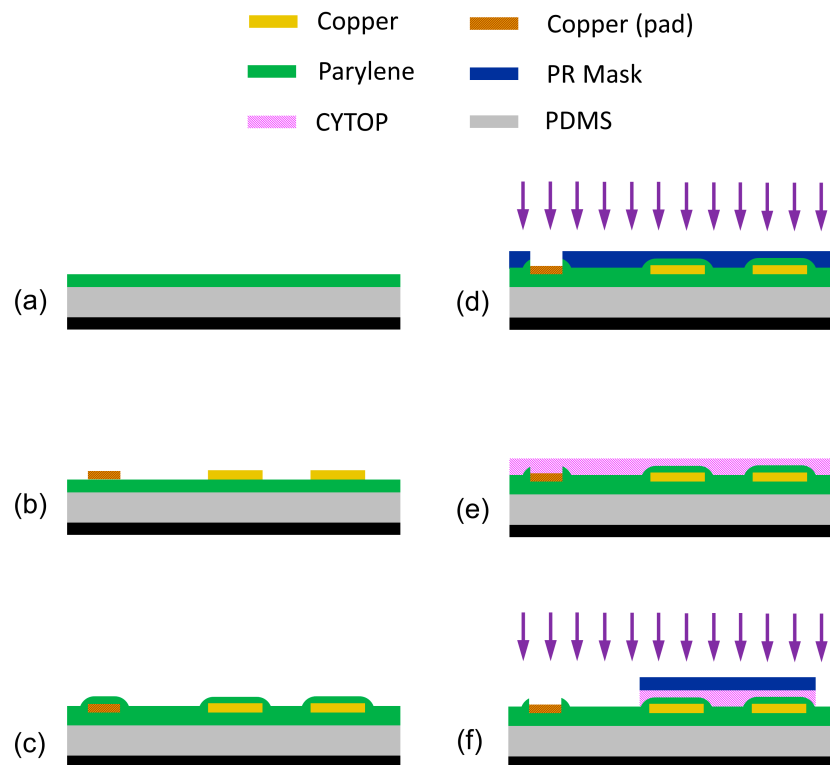 Copper
Copper (pad)
Parylene
PR Mask
CYTOP
PDMS
(a)
(d)
(b)
(e)
(c)
(f)